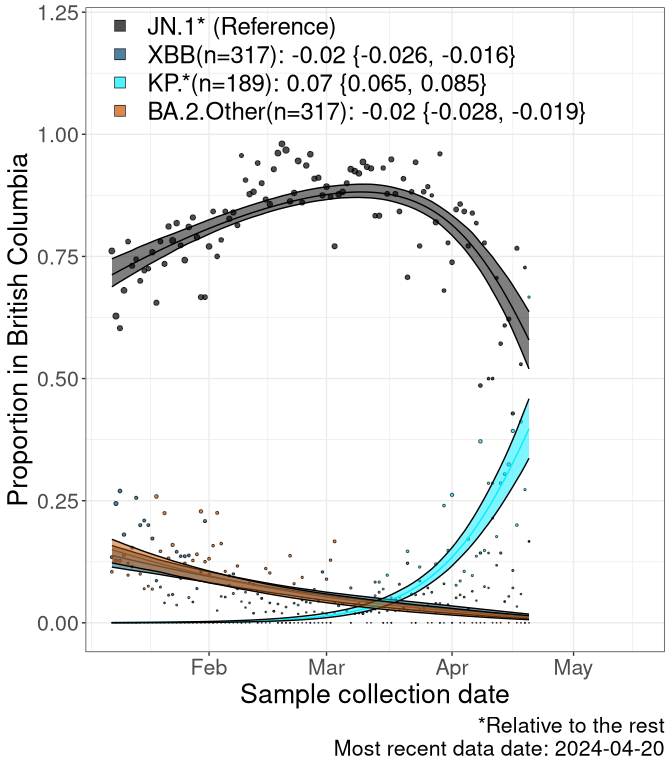 1.25
JN.1* (Reference)
XBB(n=317): -0.02 {-0.026, -0.016}
KP.*(n=189): 0.07 {0.065, 0.085}
BA.2.Other(n=317): -0.02 {-0.028, -0.019}
1.00
0.75
0.50
0.25
0.00
Proportion in British Columbia
Feb Mar Apr May
Sample collection date
*Relative to the rest
Most recent data date: 2024-04-20